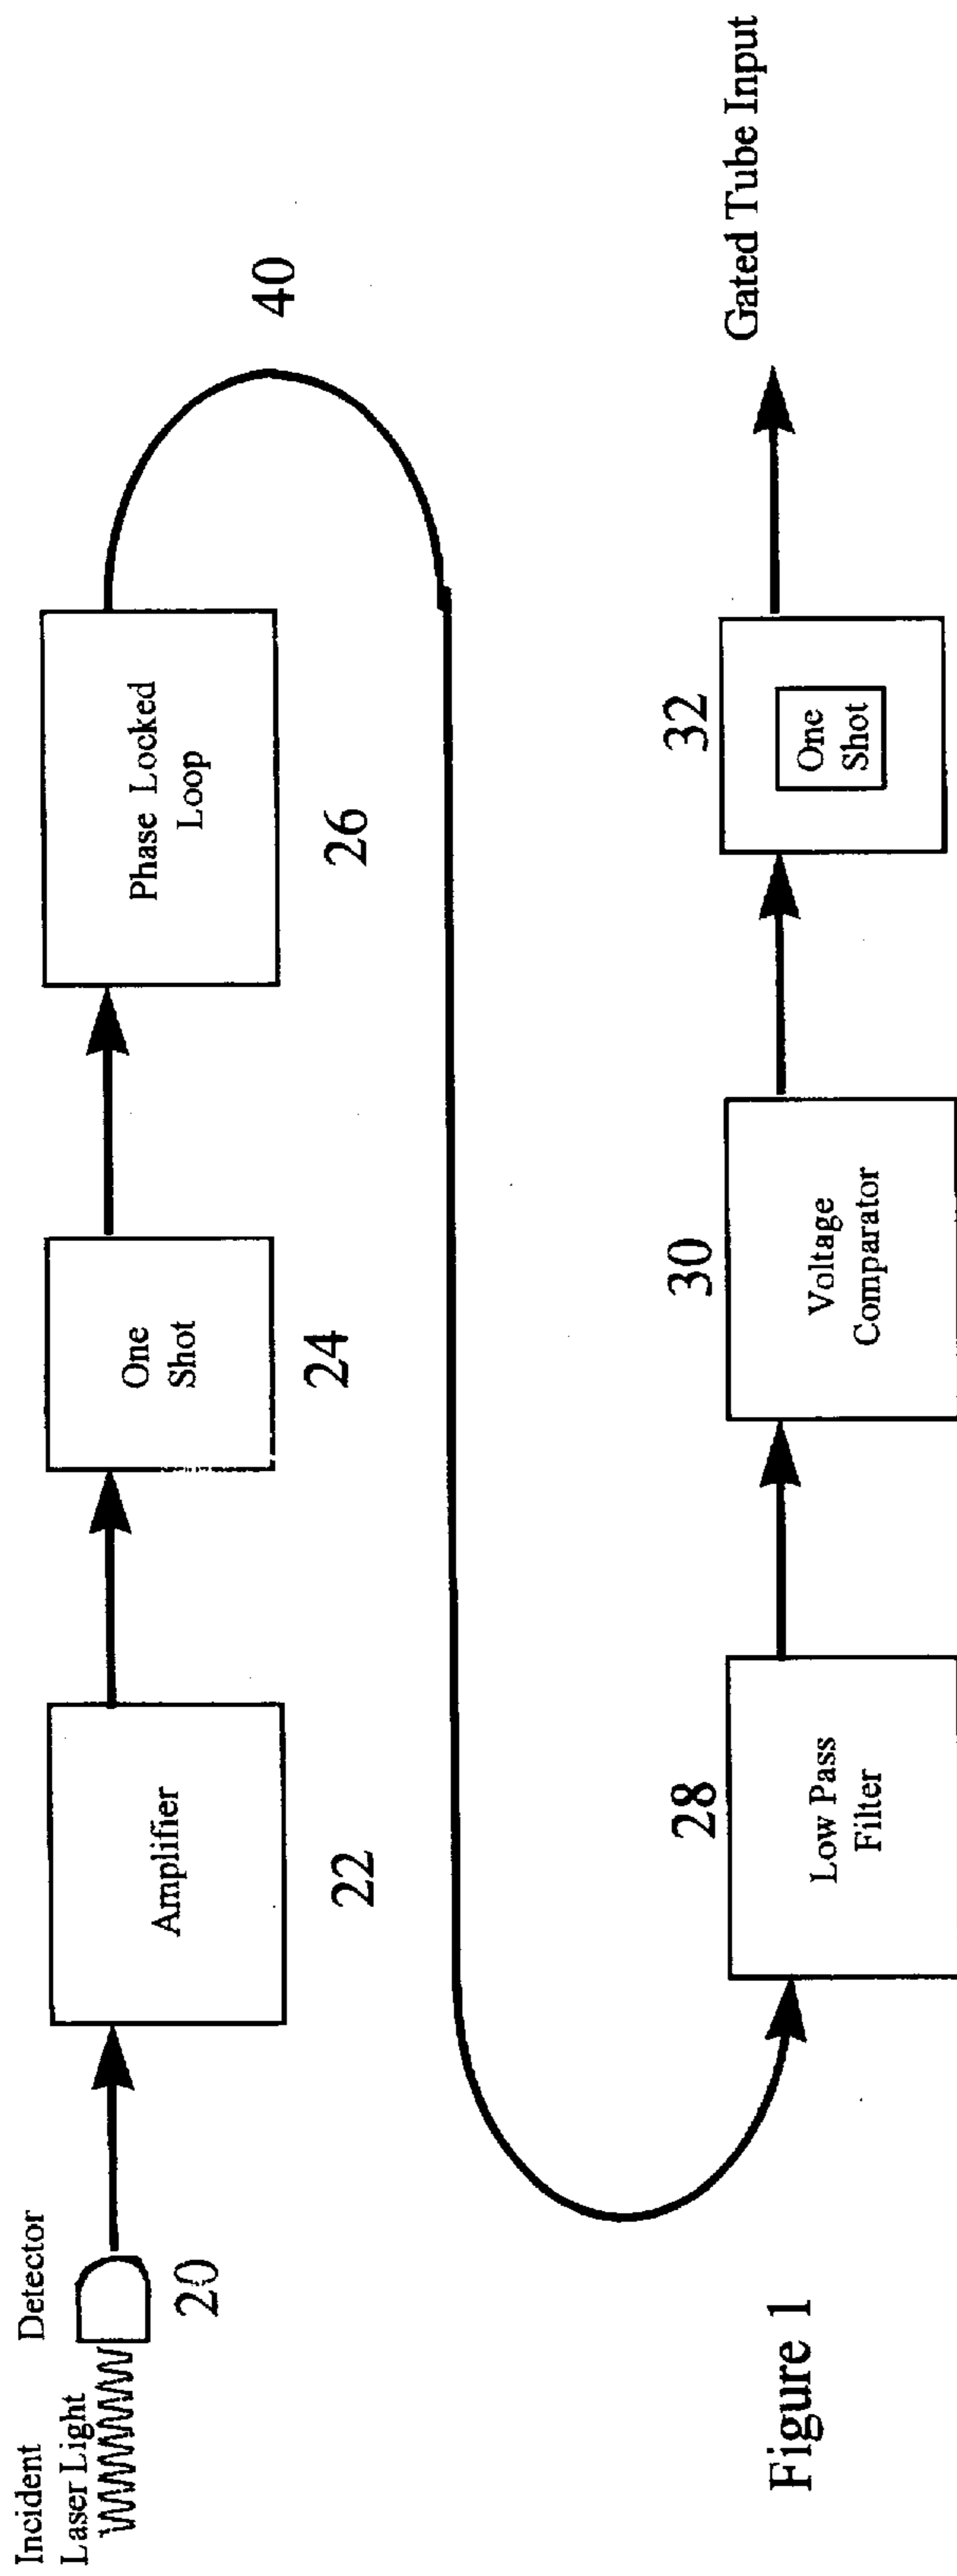 Incident
Laser Light
Detector
20
Amplifier
22
One
Shot
24
Phase Locked
Loop
26
40
Low Pass
Filter
28
Voltage
Comparator
30
One
Shot
32
Gated Tube Input
Figure 1